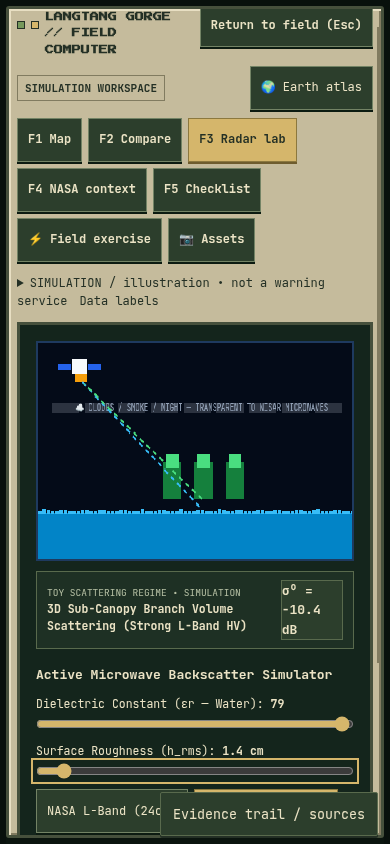 LANGTANG GORGE
// FIELD
COMPUTER
Return to field (Esc)
SIMULATION WORKSPACE
🌍 Earth atlas
F1 Map
F2 Compare
F3 Radar lab
F4 NASA context
F5 Checklist
⚡ Field exercise
📷 Assets
▶ SIMULATION / illustration • not a warning
service Data labels
☁️ CLOUDS / SMOKE / NIGHT — TRANSPARENT TO NISAR MICROWAVES
TOY SCATTERING REGIME • SIMULATION
3D Sub-Canopy Branch Volume
Scattering (Strong L-Band HV)
σ⁰ =
-10.4
dB
Active Microwave Backscatter Simulator
Dielectric Constant (εr — Water): 79
Surface Roughness (h_rms): 1.4 cm
NASA L-Band (24c
Evidence trail / sources